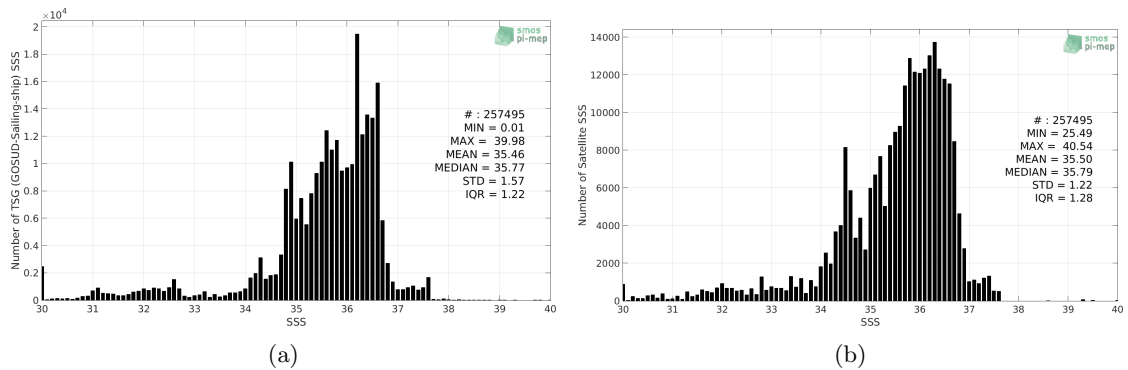 ×10⁴
2
1.8
1.6
1.4
1.2
1
0.8
0.6
0.4
0.2
0
Number of TSG (GOSUD-Sailing-ship) SSS
smos
pi-mep
# : 257495
MIN = 0.01
MAX = 39.98
MEAN = 35.46
MEDIAN = 35.77
STD = 1.57
IQR = 1.22
30 31 32 33 34 35 36 37 38 39 40
SSS
(a)
14000
12000
10000
8000
6000
4000
2000
0
Number of Satellite SSS
smos
pi-mep
# : 257495
MIN = 25.49
MAX = 40.54
MEAN = 35.50
MEDIAN = 35.79
STD = 1.22
IQR = 1.28
30 31 32 33 34 35 36 37 38 39 40
SSS
(b)